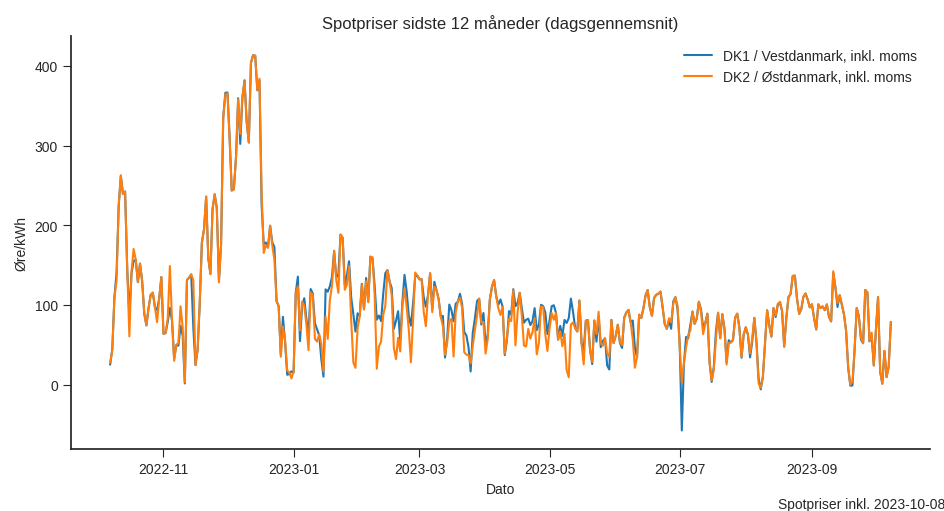 Spotpriser sidste 12 måneder (dagsgennemsnit)
DK1 / Vestdanmark, inkl. moms
DK2 / Østdanmark, inkl. moms
Øre/kWh
400
300
200
100
0
2022-11
2023-01
2023-03
2023-05
2023-07
2023-09
Dato
Spotpriser inkl. 2023-10-08